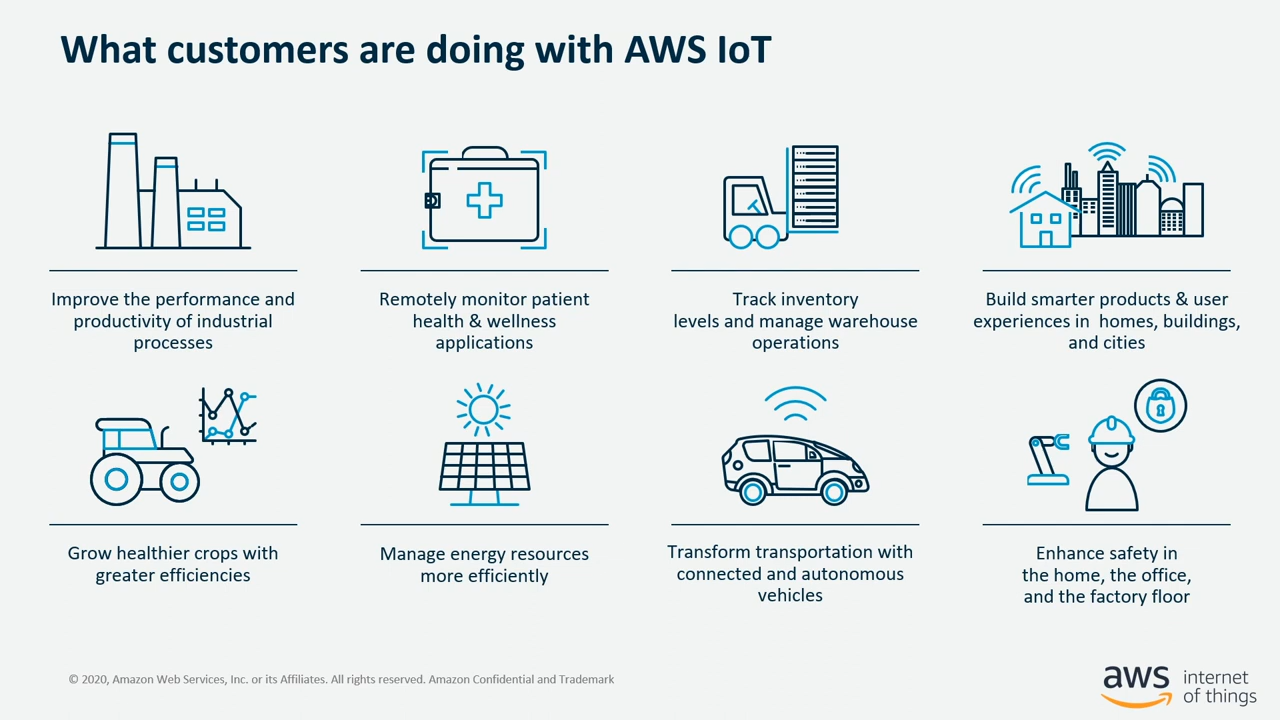 What customers are doing with AWS IoT
Improve the performance and
productivity of industrial
processes
Remotely monitor patient
health & wellness
applications
Track inventory
levels and manage warehouse
operations
Build smarter products & user
experiences in  homes, buildings,
and cities
Grow healthier crops with
greater efficiencies
Manage energy resources
more efficiently
Transform transportation with
connected and autonomous
vehicles
Enhance safety in
the home, the office,
and the factory floor
© 2020, Amazon Web Services, Inc. or its Affiliates. All rights reserved. Amazon Confidential and Trademark
aws
internet
of things